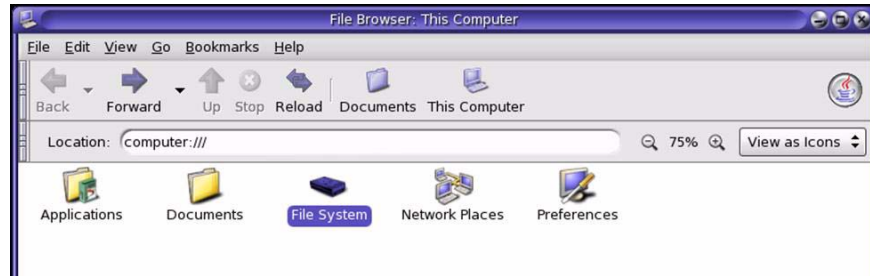 File Browser: This Computer
File Edit View Go Bookmarks Help
Back Forward Up Stop Reload Documents This Computer
Location: computer:/// 75% View as Icons
Applications Documents File System Network Places Preferences